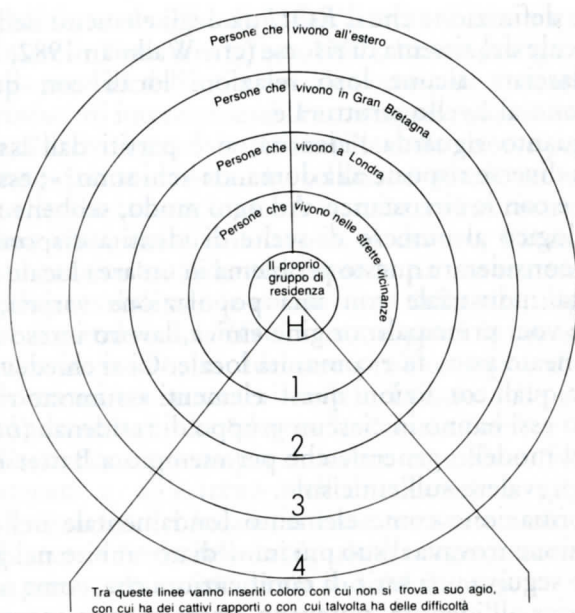 Persone che vivono all'estero
Persone che vivono in Gran Bretagna
Persone che vivono a Londra
Persone che vivono nelle strette vicinanze
Il proprio
gruppo di
residenza
H
1
2
3
4
Tra queste linee vanno inseriti coloro con cui non si trova a suo agio,
con cui ha dei cattivi rapporti o con cui talvolta ha delle difficoltà.